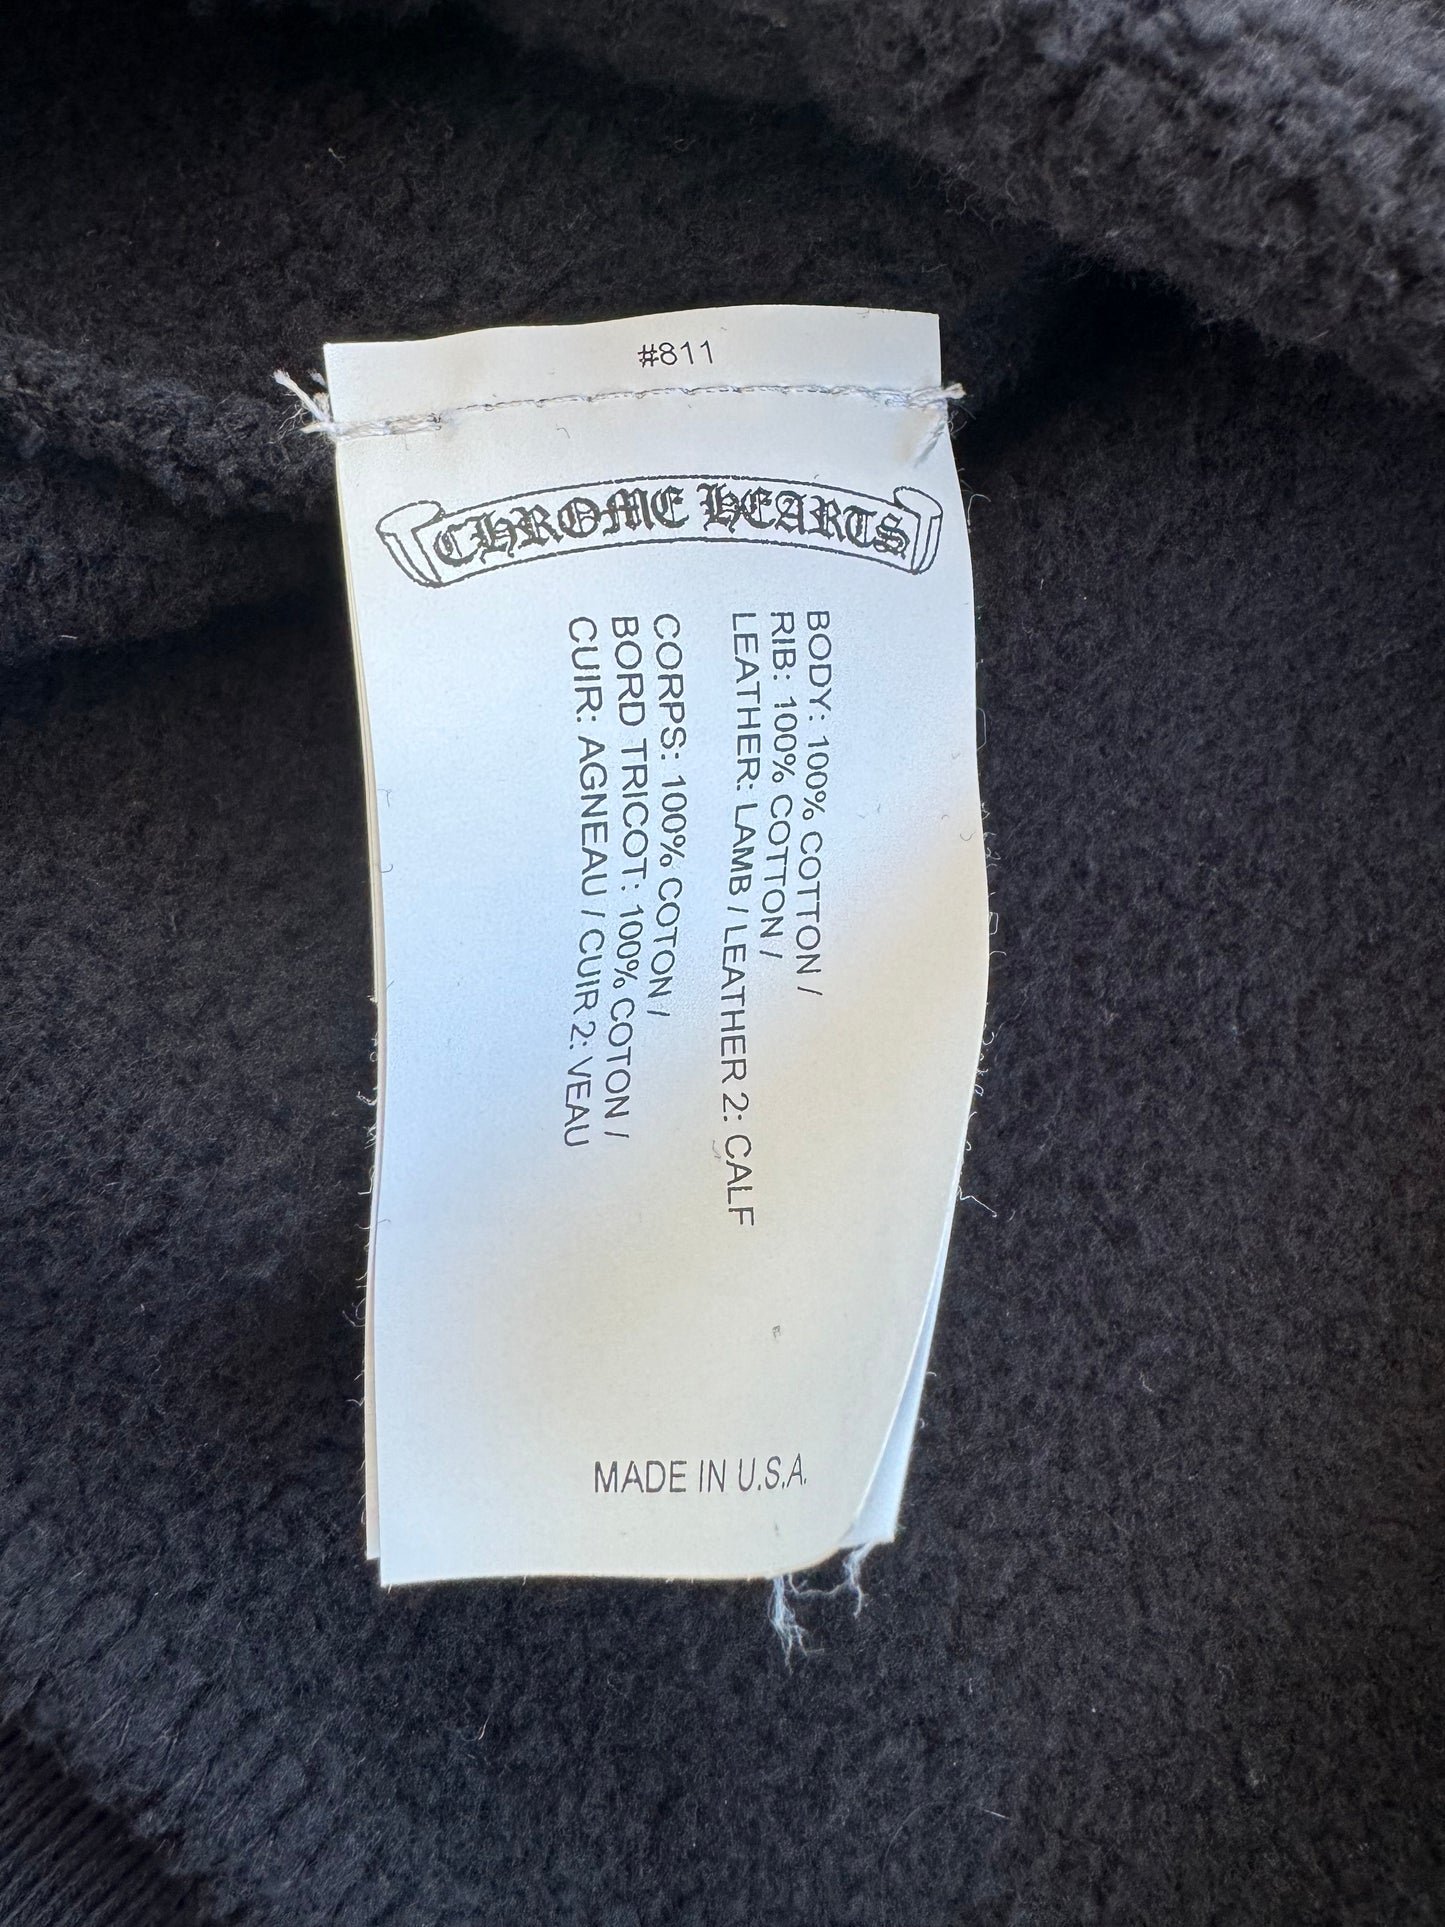 #811
CHROME HEARTS
BODY: 100% COTTON /
RIB: 100% COTTON /
LEATHER: LAMB / LEATHER 2: CALF
CORPS: 100% COTON /
BORD TRICOT: 100% COTON /
CUIR: AGNEAU / CUIR 2: VEAU
MADE IN U.S.A.